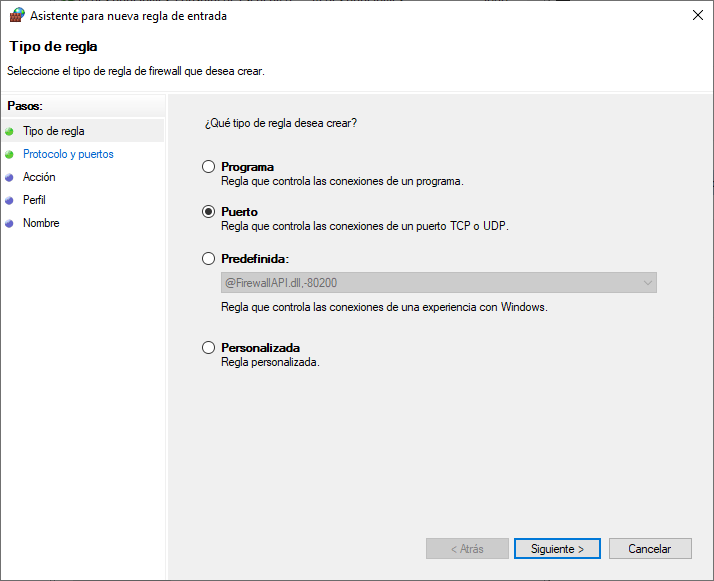 Asistente para nueva regla de entrada
Tipo de regla
Seleccione el tipo de regla de firewall que desea crear.
Pasos:
Tipo de regla
Protocolo y puertos
Acción
Perfil
Nombre
¿Qué tipo de regla desea crear?
Programa
Regla que controla las conexiones de un programa.
Puerto
Regla que controla las conexiones de un puerto TCP o UDP.
Predefinida:
@FirewallAPI.dll,-80200
Regla que controla las conexiones de una experiencia con Windows.
Personalizada
Regla personalizada.
< Atrás
Siguiente >
Cancelar